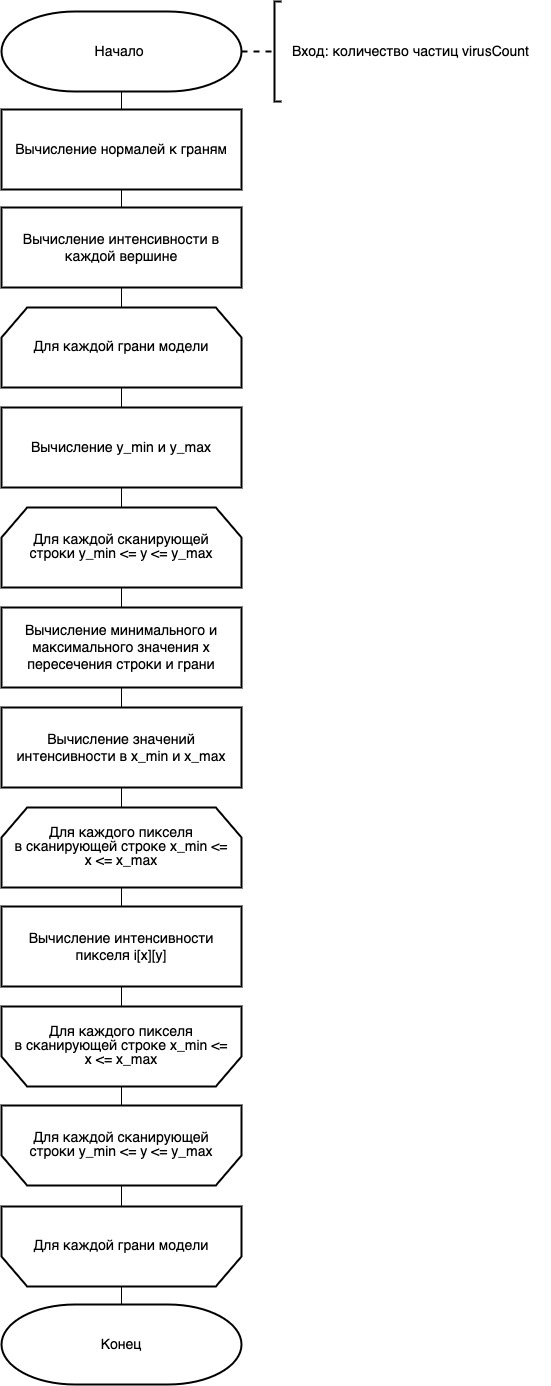 Начало
Вход: количество частиц virusCount
Вычисление нормалей к граням
Вычисление интенсивности в
каждой вершине
Для каждой грани модели
Вычисление y_min и y_max
Для каждой сканирующей
строки y_min <= y <= y_max
Вычисление минимального и
максимального значения x
пересечения строки и грани
Вычисление значений
интенсивности в x_min и x_max
Для каждого пикселя
в сканирующей строке x_min <=
x <= x_max
Вычисление интенсивности
пикселя i[x][y]
Для каждого пикселя
в сканирующей строке x_min <=
x <= x_max
Для каждой сканирующей
строки y_min <= y <= y_max
Для каждой грани модели
Конец